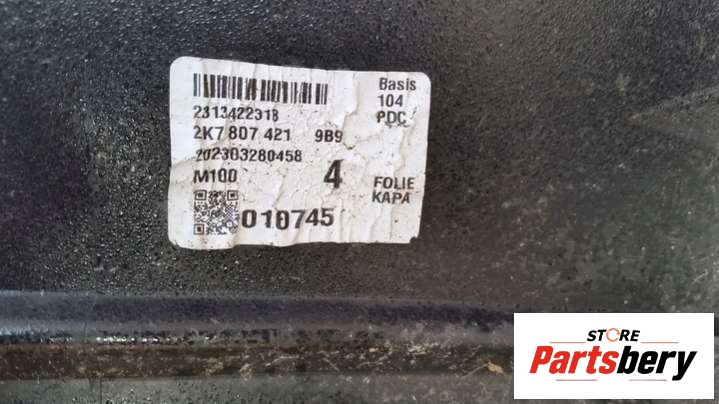 Basis
104
PDC
2313422318
2K7 807 421 9B9
202303280458
M100 4 FOLIE
KAPA
010745
STORE
Partsbery